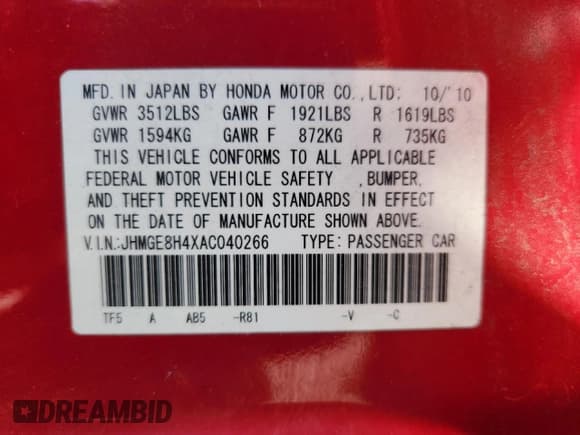 MFD. IN JAPAN BY HONDA MOTOR CO.,LTD: 10/'10
GVWR 3512LBS GAWR F 1921LBS R 1619LBS
GVWR 1594KG GAWR F 872KG R 735KG
THIS VEHICLE CONFORMS TO ALL APPLICABLE
FEDERAL MOTOR VEHICLE SAFETY ,BUMPER,
AND THEFT PREVENTION STANDARDS IN EFFECT
ON THE DATE OF MANUFACTURE SHOWN ABOVE.
V.I.N.:JHMGE8H4XAC040266 TYPE: PASSENGER CAR
TF5 A AB5 -R81 -V -C
DREAMBID